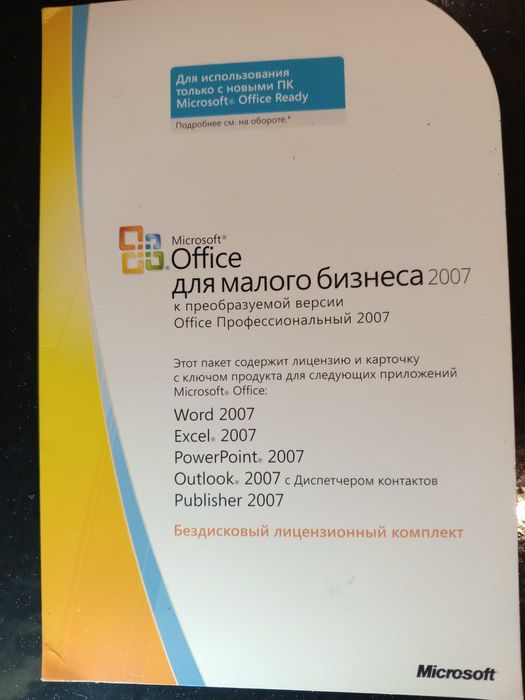 Для использования
только с новыми ПК
Microsoft® Office Ready
Подробнее см. на обороте.*
Microsoft®
Office
для малого бизнеса 2007
к преобразуемой версии
Office Профессиональный 2007
Этот пакет содержит лицензию и карточку
с ключом продукта для следующих приложений
Microsoft® Office:
Word 2007
Excel® 2007
PowerPoint® 2007
Outlook® 2007 с Диспетчером контактов
Publisher 2007
Бездисковый лицензионный комплект
Microsoft